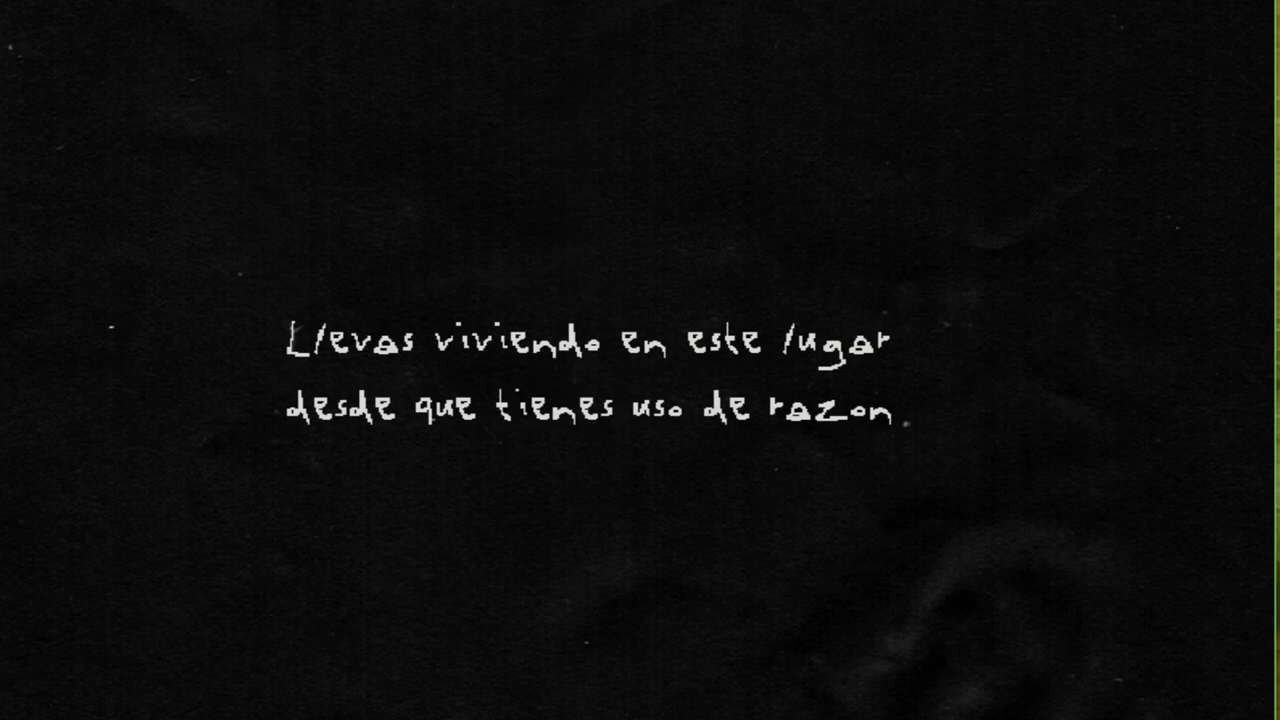 Llevas viviendo en este lugar
desde que tienes uso de razon.